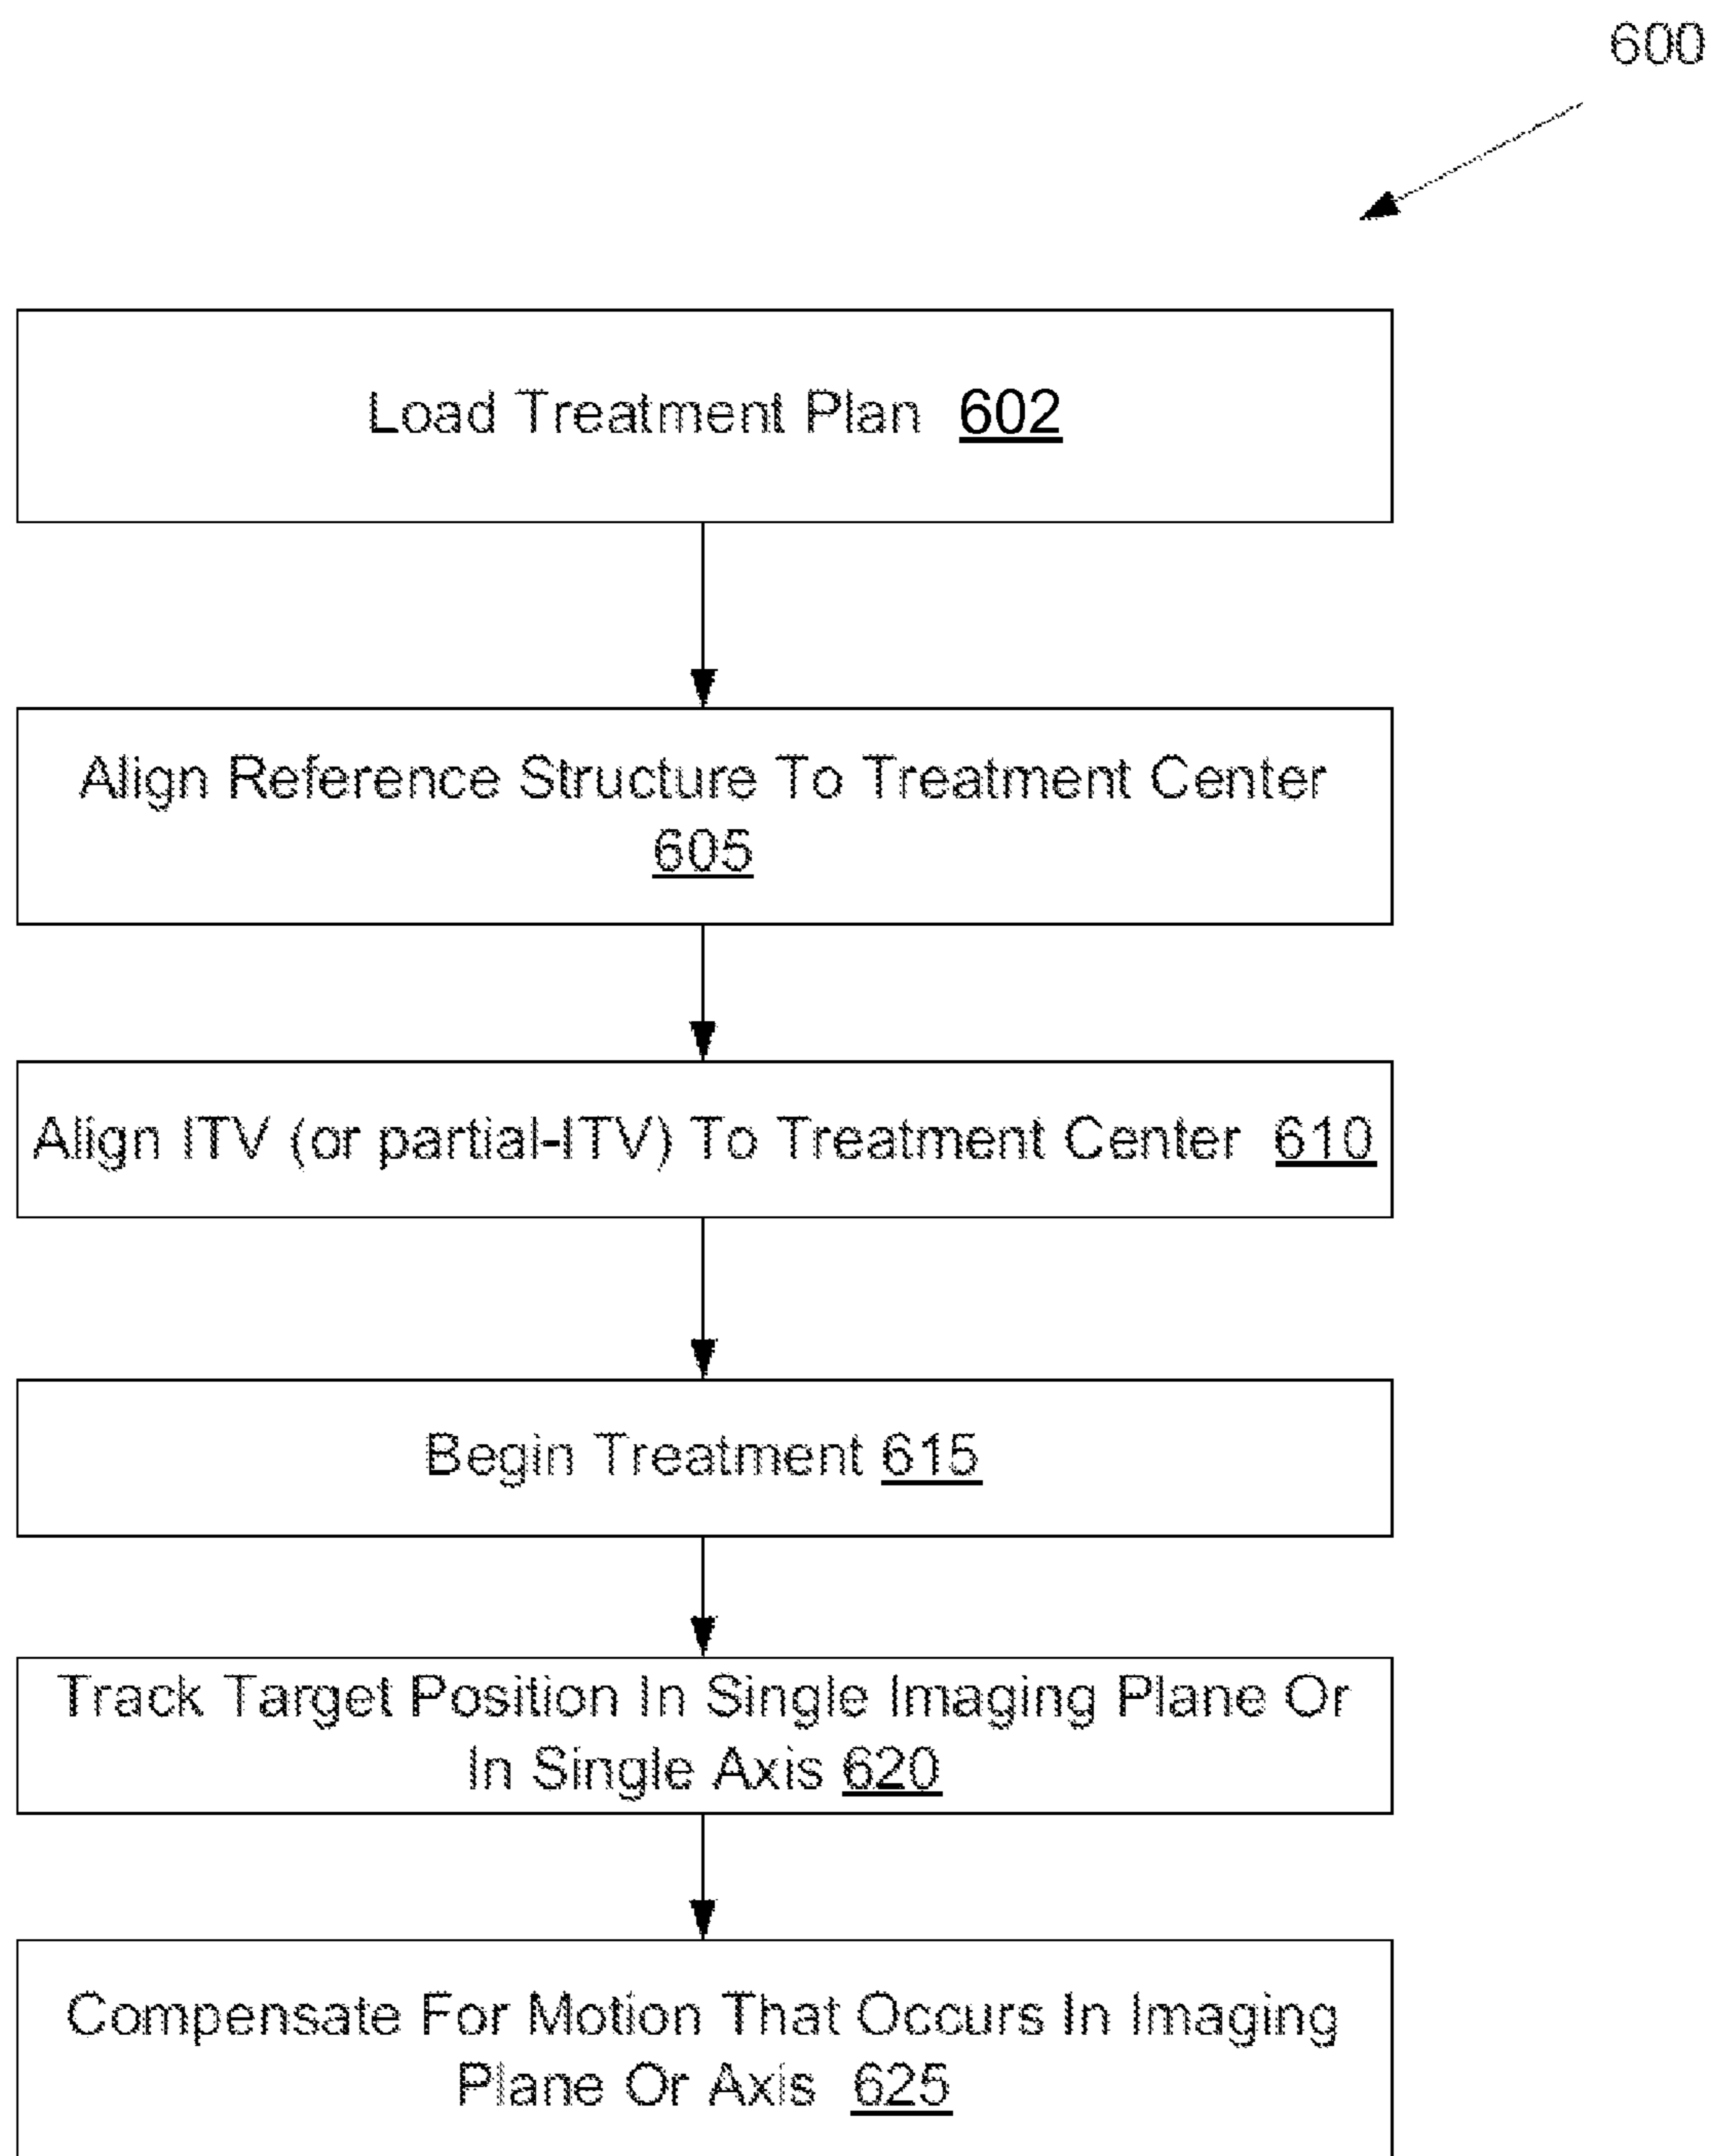 600
Load Treatment Plan 602
Align Reference Structure To Treatment Center
605
Align ITV (or partial-ITV) To Treatment Center 610
Begin Treatment 615
Track Target Position In Single Imaging Plane Or
In Single Axis 620
Compensate For Motion That Occurs In Imaging
Plane Or Axis 625